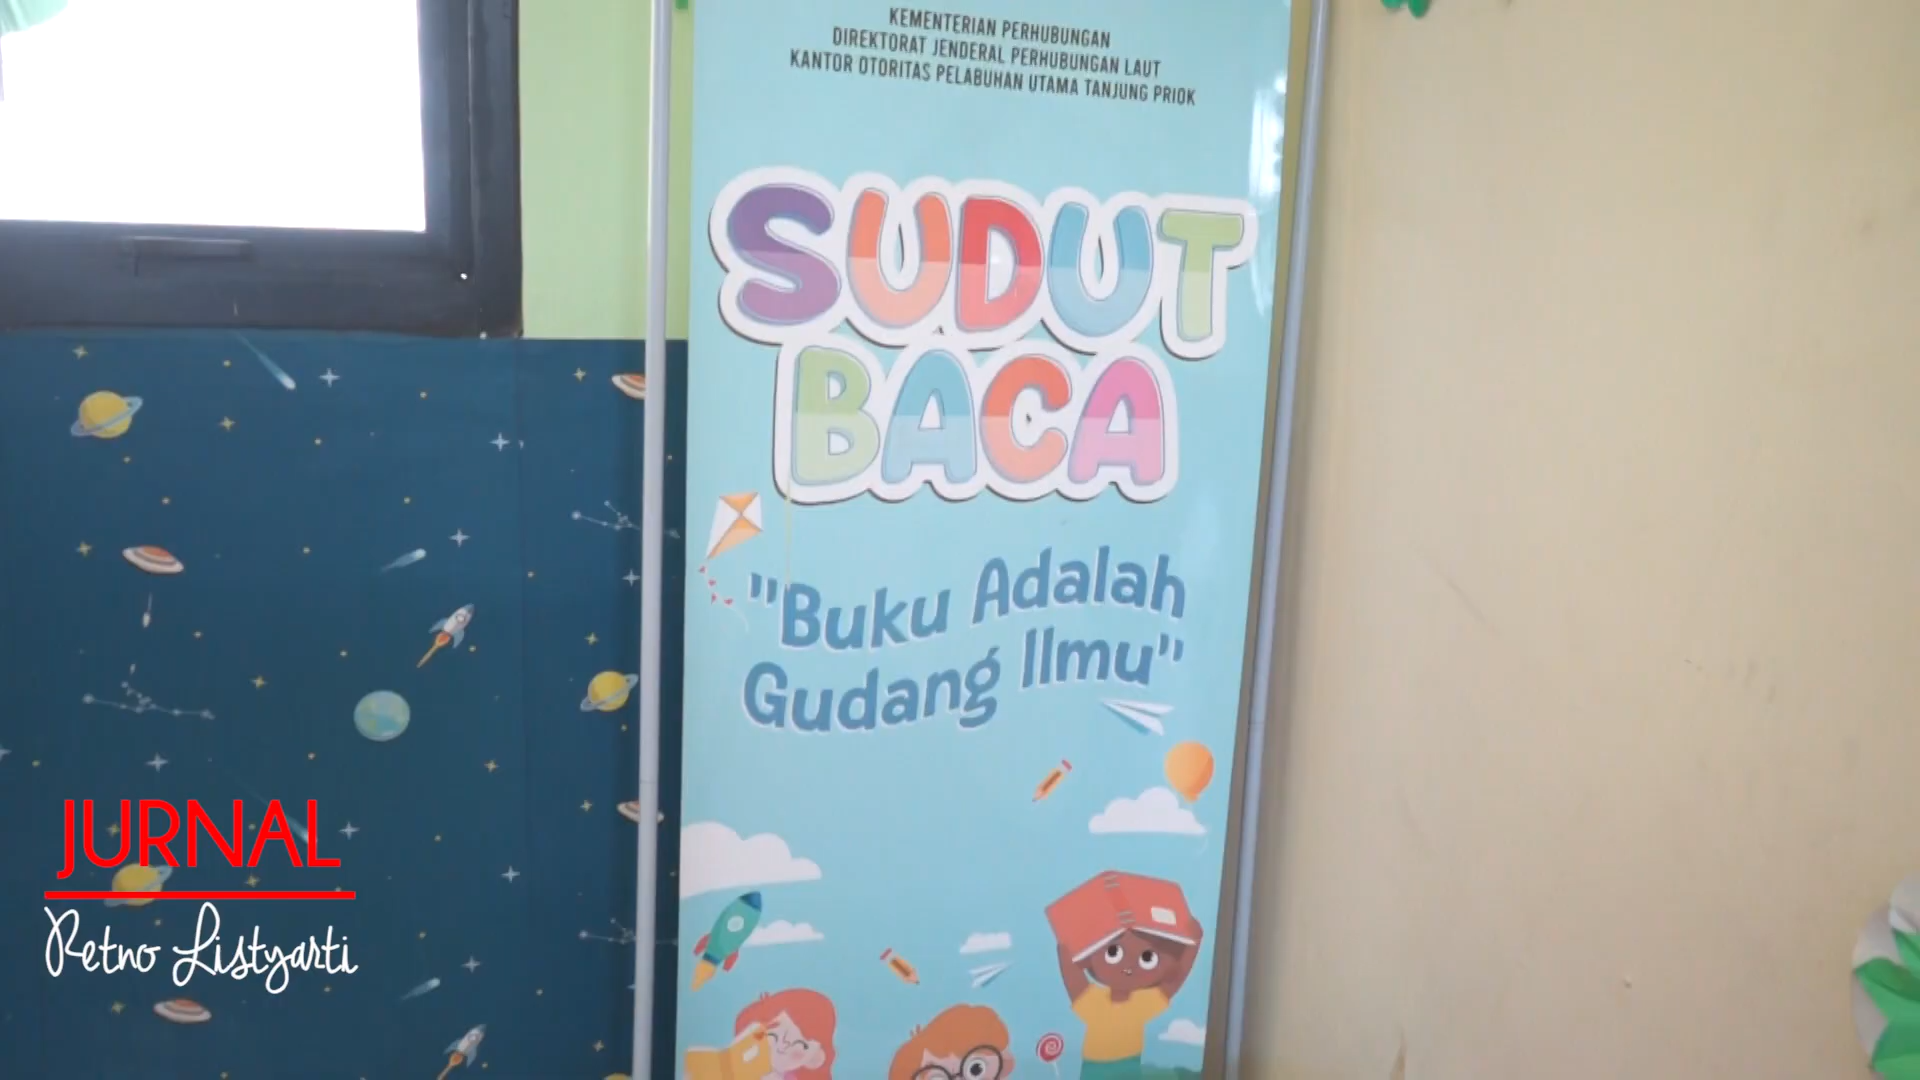 KEMENTERIAN PERHUBUNGAN
DIREKTORAT JENDERAL PERHUBUNGAN LAUT
KANTOR OTORITAS PELABUHAN UTAMA TANJUNG PRIOK
SUDUT
BACA
"Buku Adalah
Gudang Ilmu"
JURNAL
Retno Listyarti